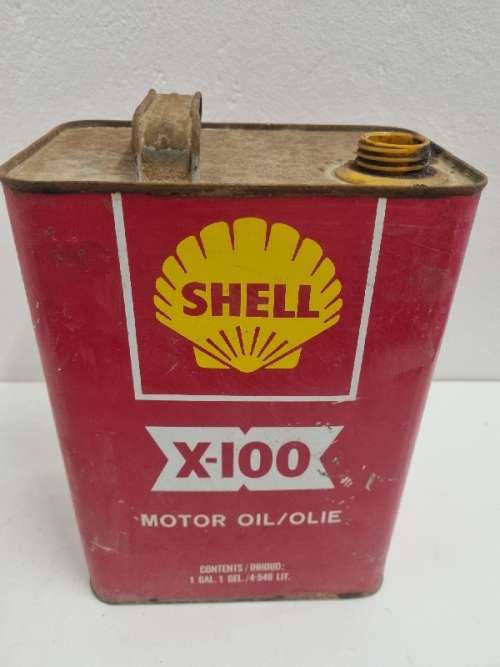 SHELL
X-100
MOTOR OIL/OLIE
CONTENTS/INHOUD:
1 GAL. 1 GEL./4·546 LIT.